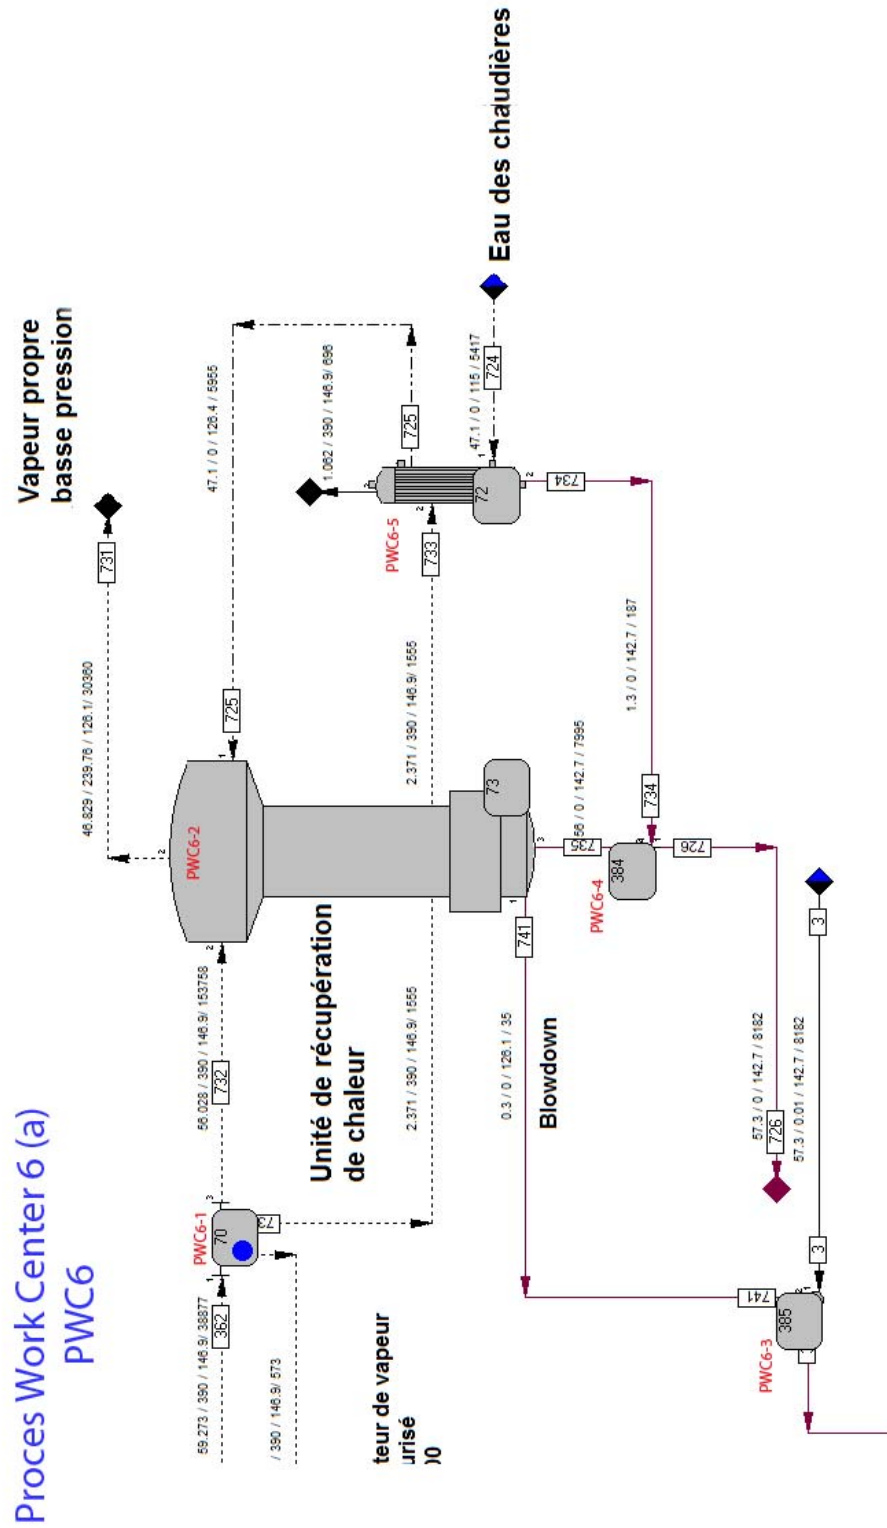 Proces Work Center 6 (a)
PWC6
Vapeur propre
basse pression
731
46.829 / 239.76 / 126.1/ 30360
47.1 / 0 / 126.4 / 5955
725
725
1.062 / 390 / 146.9/ 696
Eau des chaudières
724
47.1 / 0 / 115 / 5417
PWC6-5
72
733
734
2.371 / 390 / 146.9/ 1555
1.3 / 0 / 142.7 / 187
734
PWC6-2
73
56 / 0 / 142.7 / 7995
735
384
PWC6-4
726
3
741
56.028 / 390 / 146.9/ 153758
732
Unité de récupération
de chaleur
2.371 / 390 / 146.9/ 1555
0.3 / 0 / 126.1 / 35
Blowdown
57.3 / 0 / 142.7 / 8182
726
57.3 / 0.01 / 142.7 / 8182
3
PWC6-1
70
73
59.273 / 390 / 146.9/ 38877
362
/ 390 / 146.9/ 573
teur de vapeur
urisé
741
385
PWC6-3